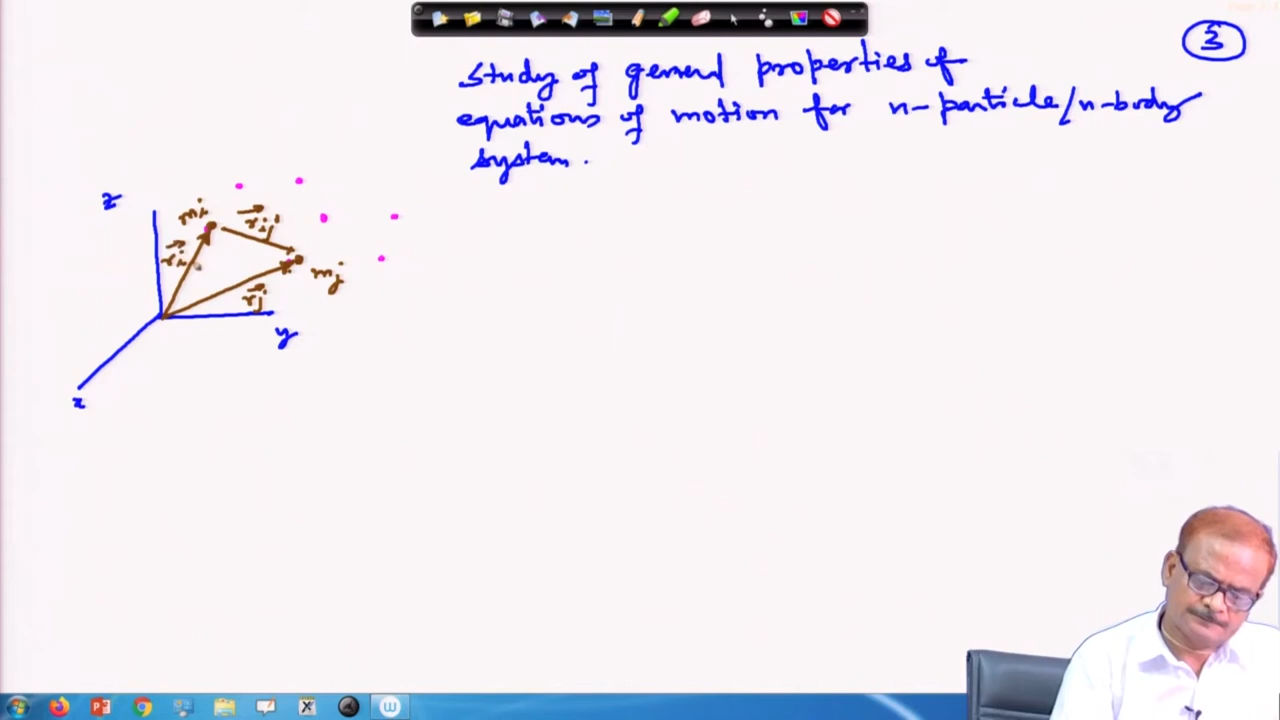 3
Study of general properties of
equations of motion for n-particle/n-body
system.
z
mi
rij
ri
mj
rj
y
x